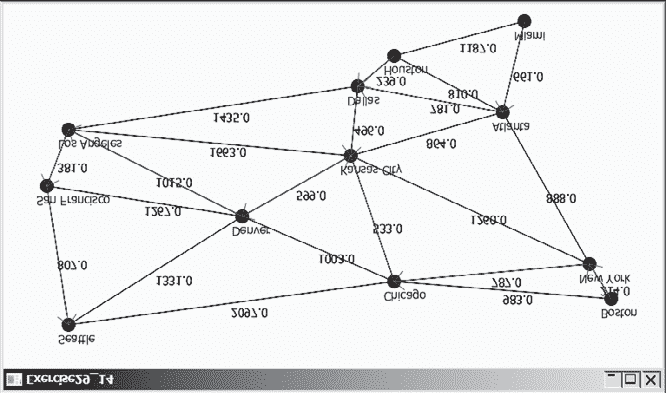 Exercise29_14
Seattle
2097.0
Boston
983.0
214.0
787.0
New York
Chicago
807.0
1331.0
1003.0
Denver
1267.0
San Francisco
533.0
1260.0
888.0
599.0
1015.0
381.0
Kansas City
1663.0
Los Angeles
864.0
496.0
Atlanta
1435.0
781.0
Dallas
810.0
239.0
661.0
Houston
1187.0
Miami